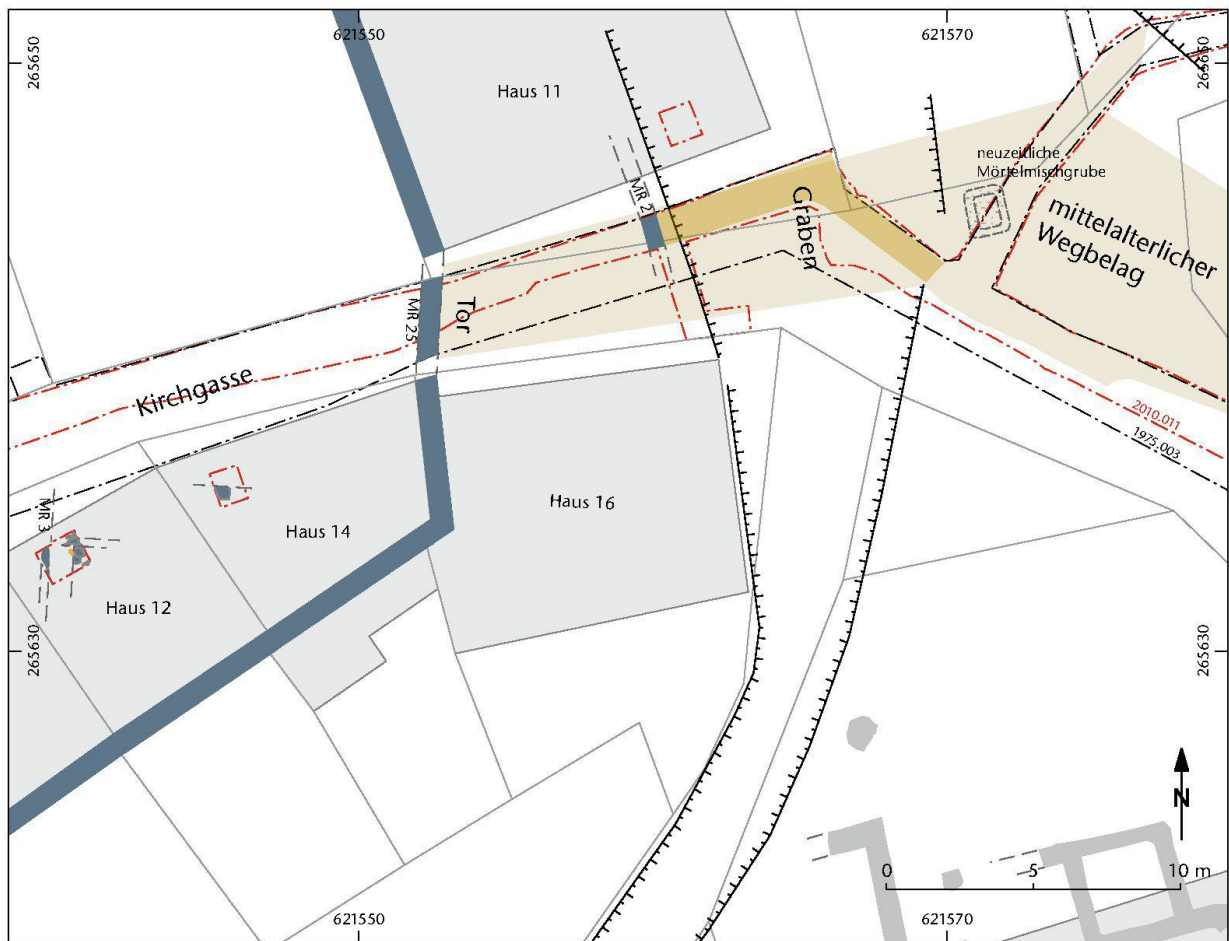 621550
621570
265650
265650
Haus 11
neuzeitliche
Mörtelmischgrube
MR 2
Graben
mittelalterlicher
Wegbelag
MR 25
Tor
Kirchgasse
2010.011
1975.003
MR 3
Haus 14
Haus 16
Haus 12
265630
265630
N
0 5 10 m
621550
621570